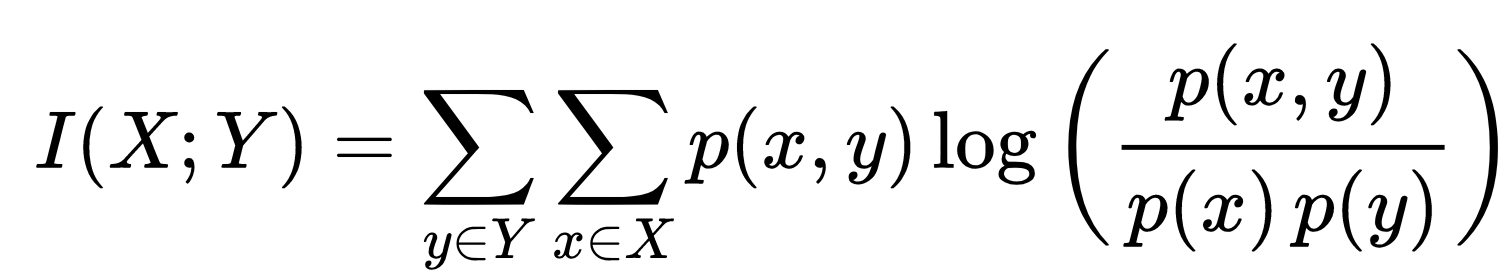 I(X;Y) = ∑_{y∈Y} ∑_{x∈X} p(x,y) log ( p(x,y) / p(x) p(y) )